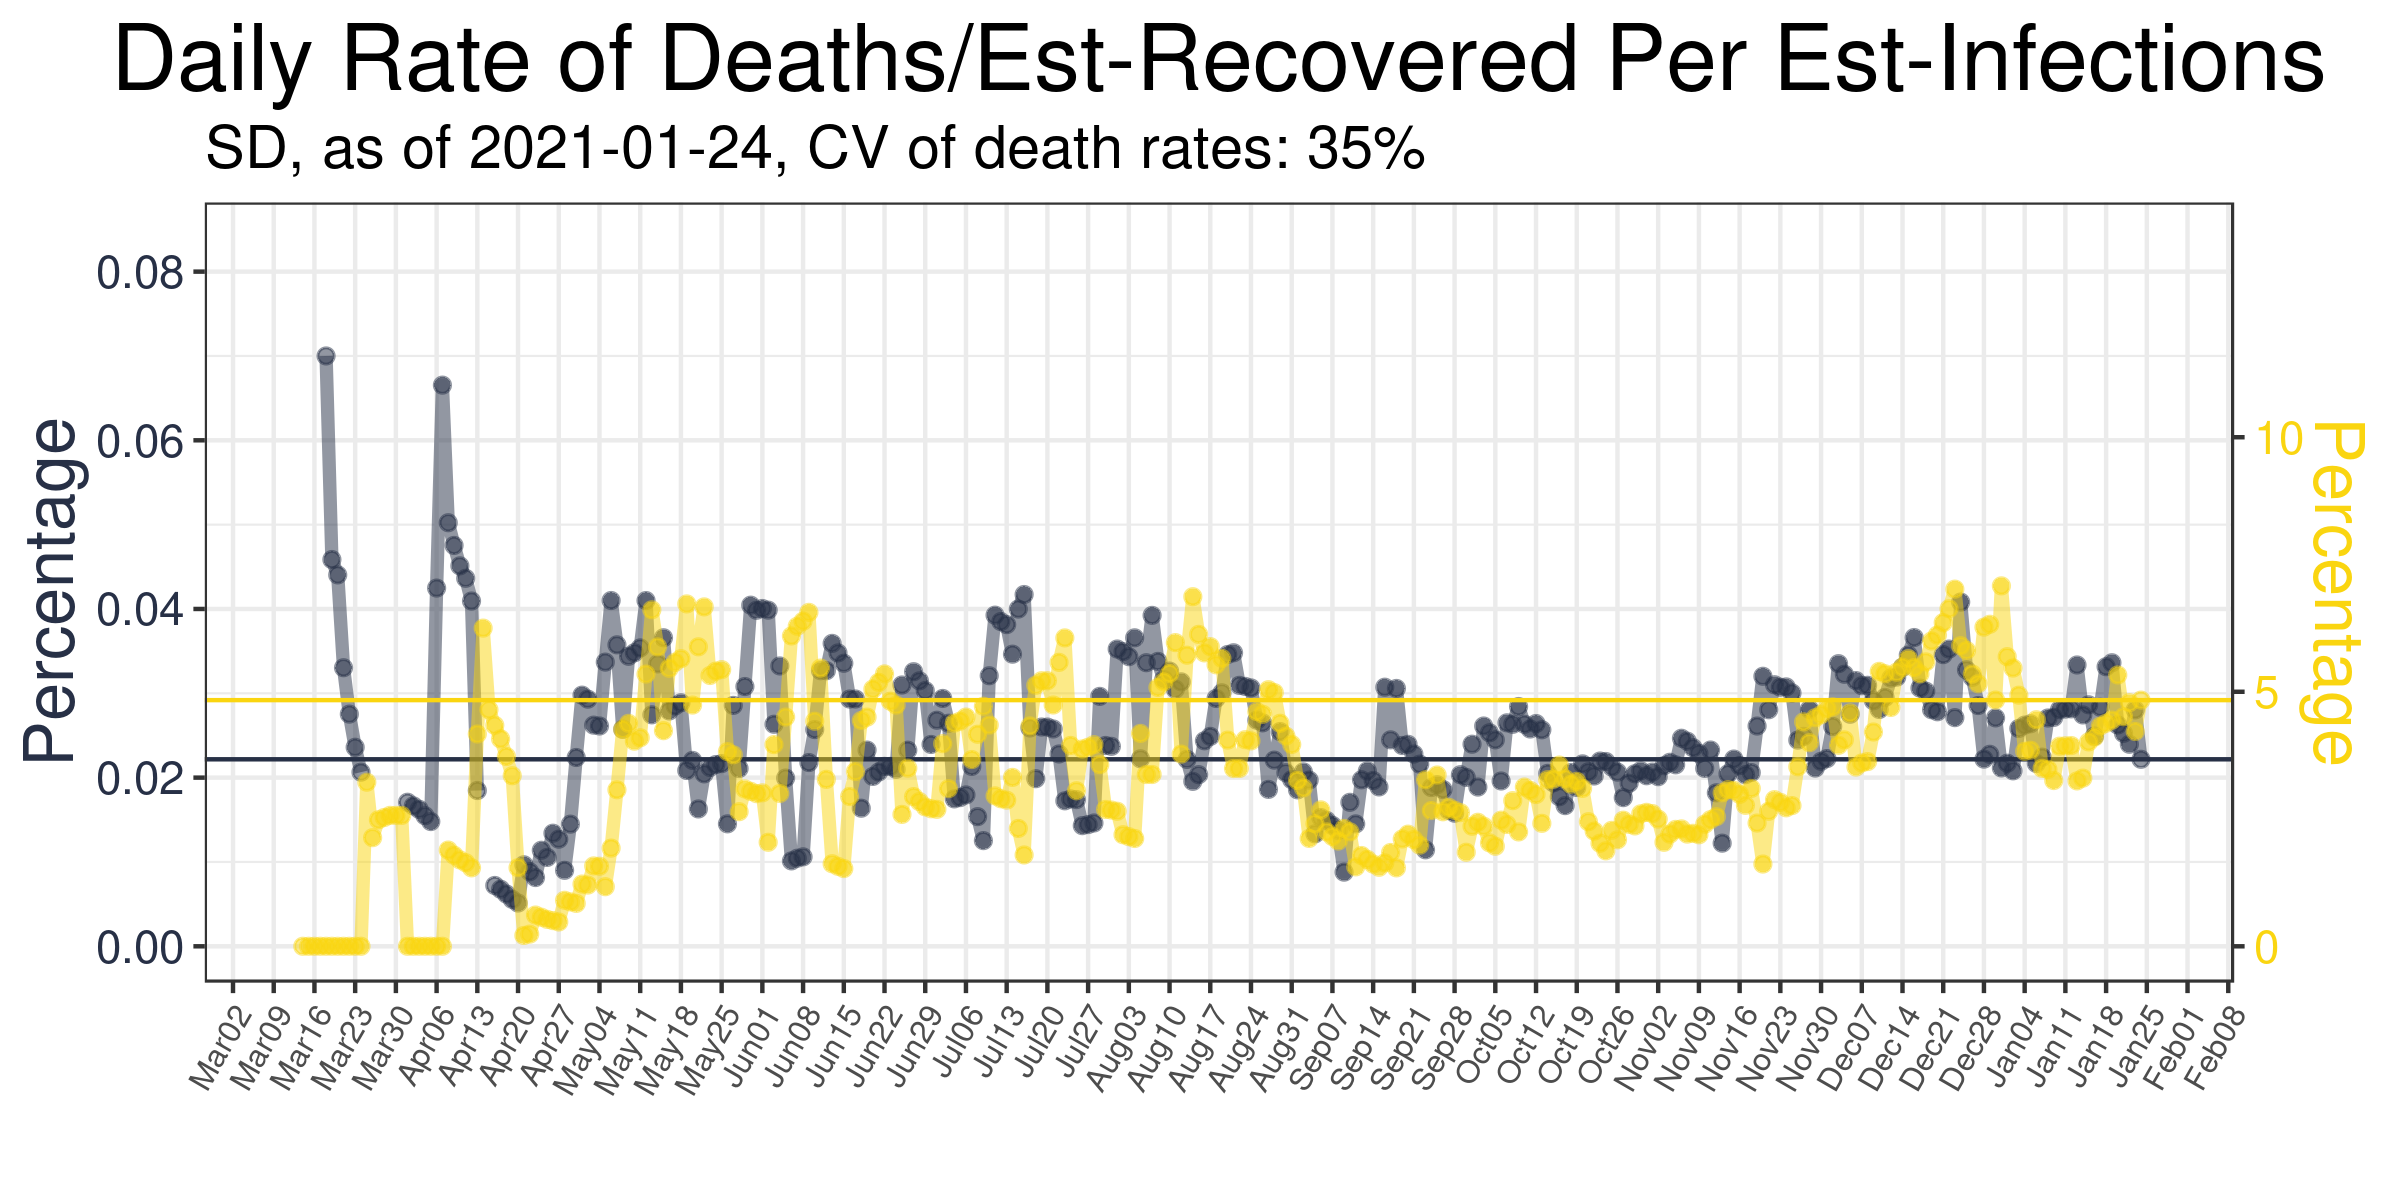 Daily Rate of Deaths/Est-Recovered Per Est-Infections
SD, as of 2021-01-24, CV of death rates: 35%
Percentage
0.08
0.06
0.04
0.02
0.00
10
5
0
Percentage
Mar02 Mar09 Mar16 Mar23 Mar30 Apr06 Apr13 Apr20 Apr27 May04 May11 May18 May25 Jun01 Jun08 Jun15 Jun22 Jun29 Jul06 Jul13 Jul20 Jul27 Aug03 Aug10 Aug17 Aug24 Aug31 Sep07 Sep14 Sep21 Sep28 Oct05 Oct12 Oct19 Oct26 Nov02 Nov09 Nov16 Nov23 Nov30 Dec07 Dec14 Dec21 Dec28 Jan04 Jan11 Jan18 Jan25 Feb01 Feb08